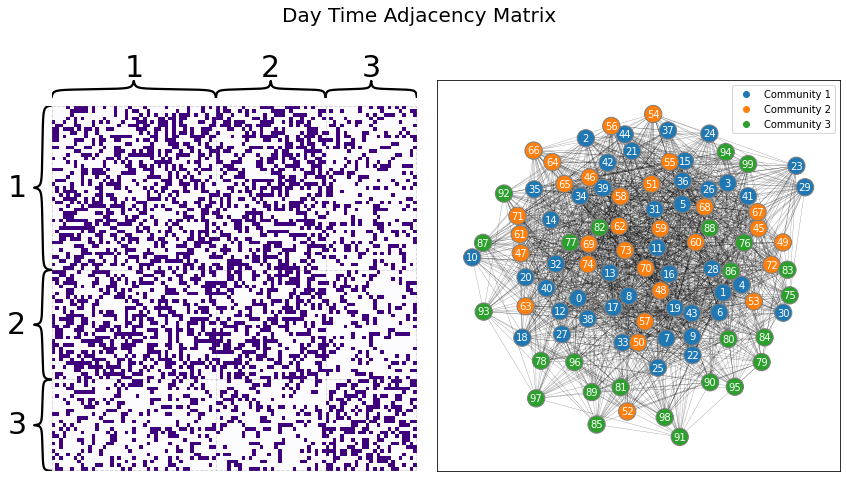 Day Time Adjacency Matrix
1 2 3
1
2
3
Community 1
Community 2
Community 3
54
56 44 37 24
2
66 21 94
64 42 55 15 99 23
46
65 39 51 36 26 3 29
92 35 34 58 41
31 5 68 67
71 14
82 62 59 88 45
61
87 77 69 60 76 49
10 47 73 11
32 74 70 28 86 72 83
20 13 16
40 48 1 4 75
0 8 53
93 63 12 17 19 43 6 30
38 57
18 27 33 50 7 9 80 84
22
78 96 25 79
89 81 90 95
97
52 98
85 91